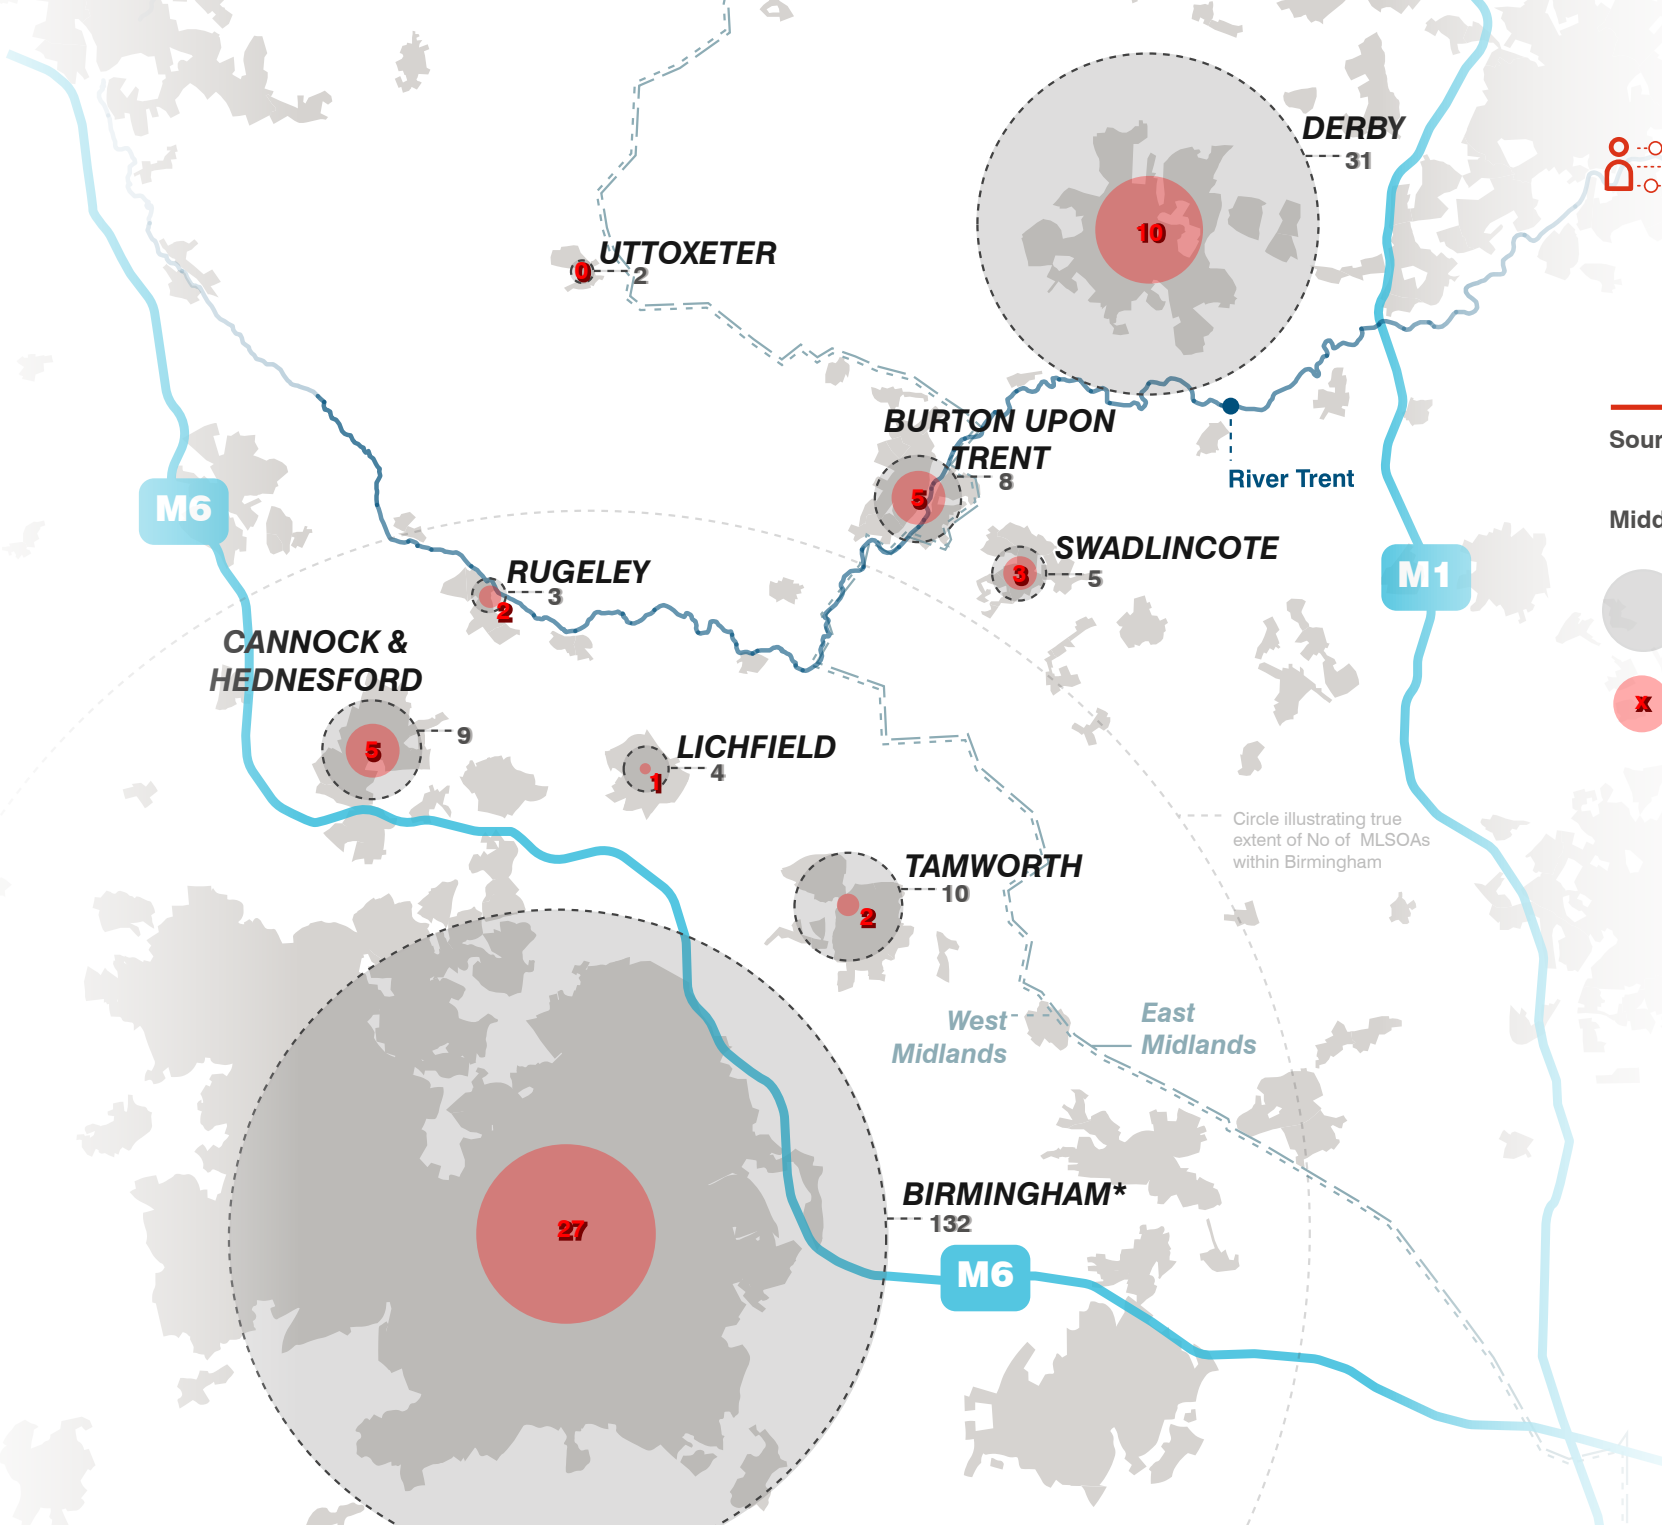 DERBY
31
10
UTTOXETER
0
2
BURTON UPON
TRENT
8
5
River Trent
Sour
Midd
M6
M1
SWADLINCOTE
3
5
RUGELEY
3
2
CANNOCK &
HEDNESFORD
9
5
LICHFIELD
4
1
x
Circle illustrating true
extent of No of MLSOAs
within Birmingham
TAMWORTH
10
2
West
Midlands
East
Midlands
BIRMINGHAM*
132
27
M6